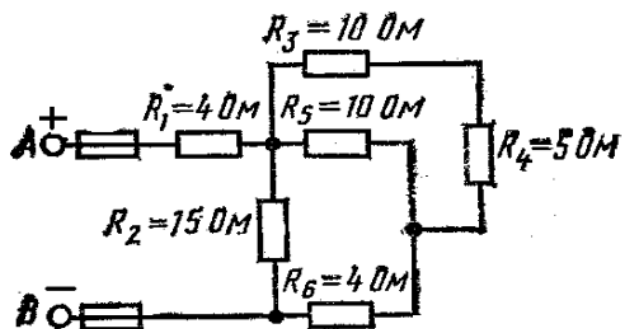 R3=10 Ом
+
A
R1=4 Ом
R5=10 Ом
R4=5 Ом
R2=15 Ом
R6=4 Ом
–
B